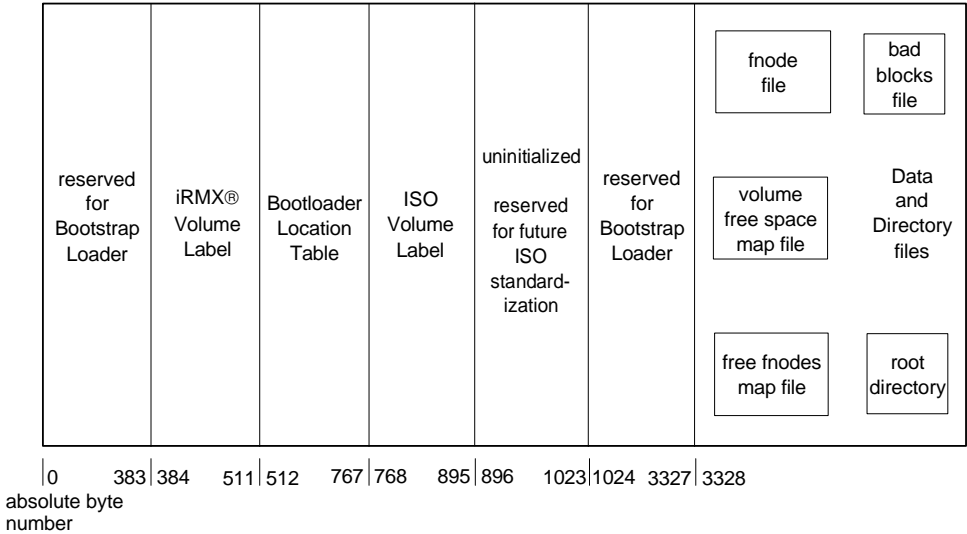 reserved
for
Bootstrap
Loader
iRMX®
Volume
Label
Bootloader
Location
Table
ISO
Volume
Label
uninitialized
reserved
for future
ISO
standard-
ization
reserved
for
Bootstrap
Loader
fnode
file
bad
blocks
file
volume
free space
map file
Data
and
Directory
files
free fnodes
map file
root
directory
0 383 384 511 512 767 768 895 896 1023 1024 3327 3328
absolute byte
number